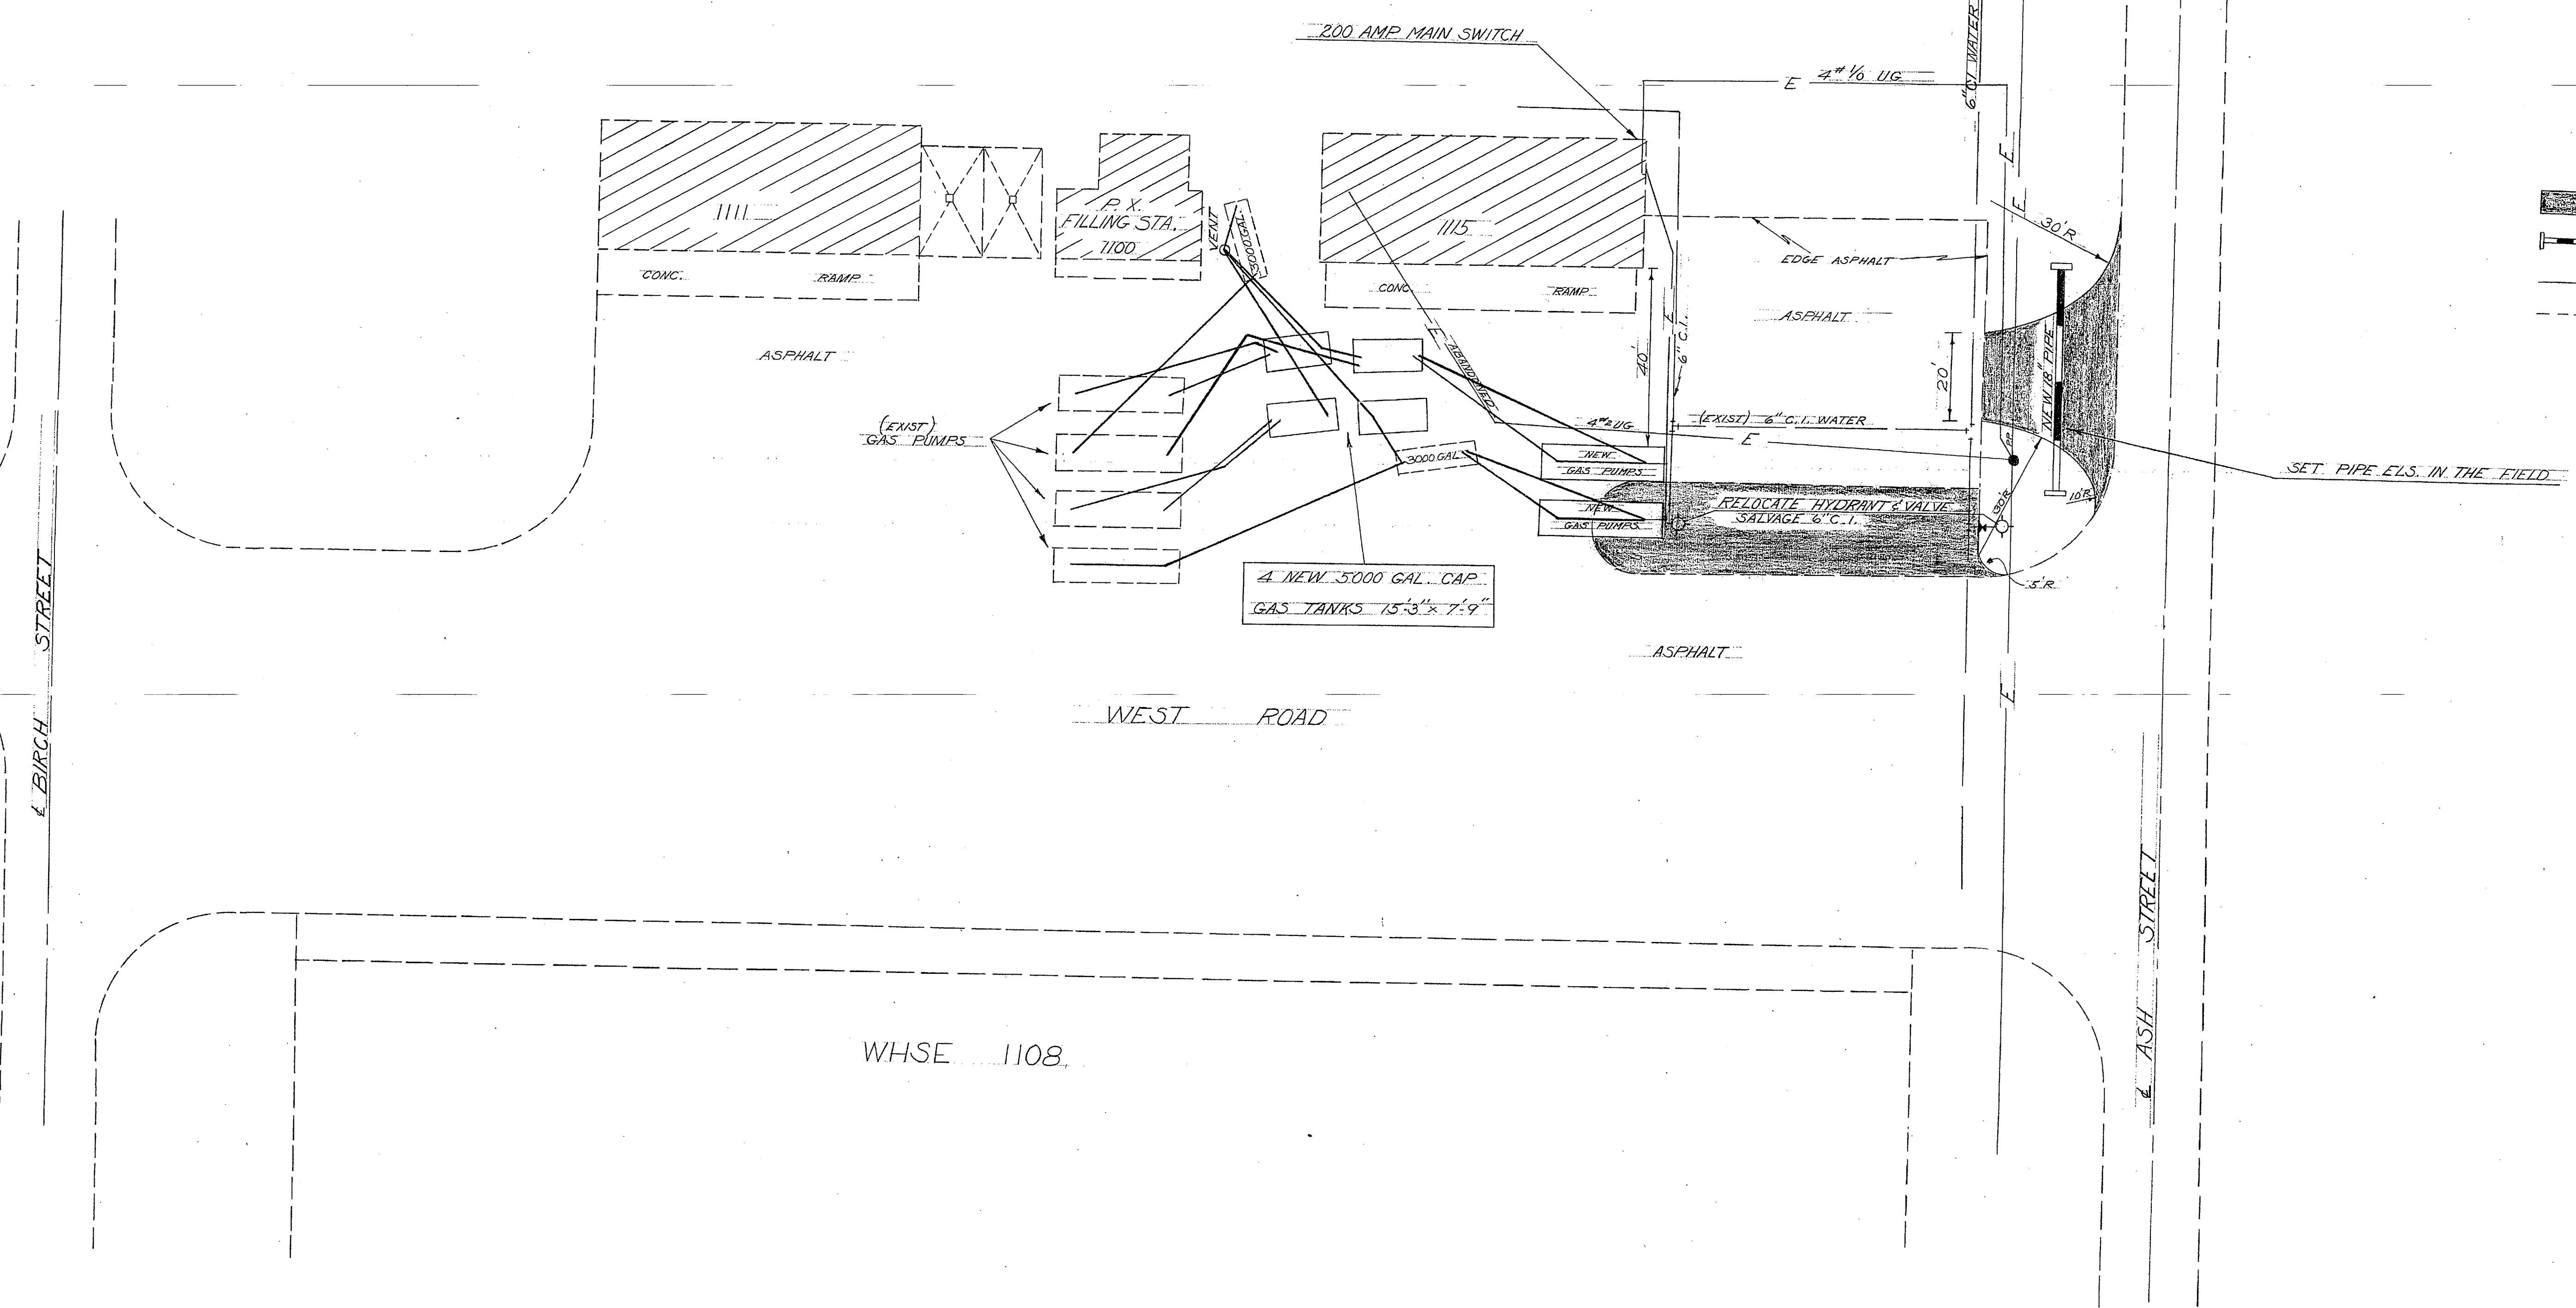 200 AMP MAIN SWITCH
E 4# 1/0 UG
6" C.I. WATER
E
E
30' R
1111
P. X.
FILLING STA.
1100
VENT
3000 GAL
1115
CONC. RAMP
CONC. RAMP
EDGE ASPHALT
ASPHALT
ASPHALT
E
ABANDONED
40'
E
6" C.I.
20'
NEW 18" PIPE
(EXIST)
GAS PUMPS
4 #2 UG
(EXIST) 6" C.I. WATER
E
PP
3000 GAL
NEW
GAS PUMPS
NEW
GAS PUMPS
RELOCATE HYDRANT & VALVE
SALVAGE 6" C.I.
30' R
10' R
5' R
SET PIPE ELS. IN THE FIELD
4 NEW 5000 GAL. CAP
GAS TANKS 15'-3" x 7'-9"
ASPHALT
E
WEST ROAD
℄ BIRCH STREET
℄ ASH STREET
WHSE 1108